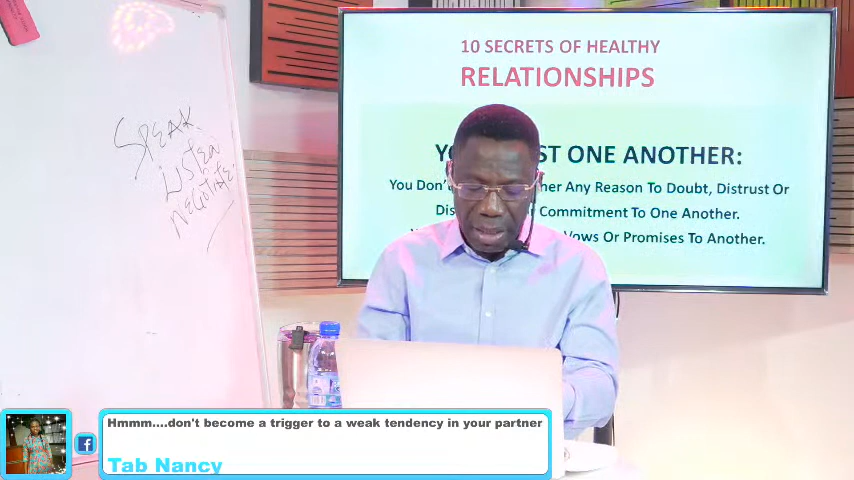 SPEAK
LISTEN
NEGOTIATE
10 SECRETS OF HEALTHY
RELATIONSHIPS
ST ONE ANOTHER:
You Don' her Any Reason To Doubt, Distrust Or
Commitment To One Another.
Vows Or Promises To Another.
Hmmm....don't become a trigger to a weak tendency in your partner
Tab Nancy